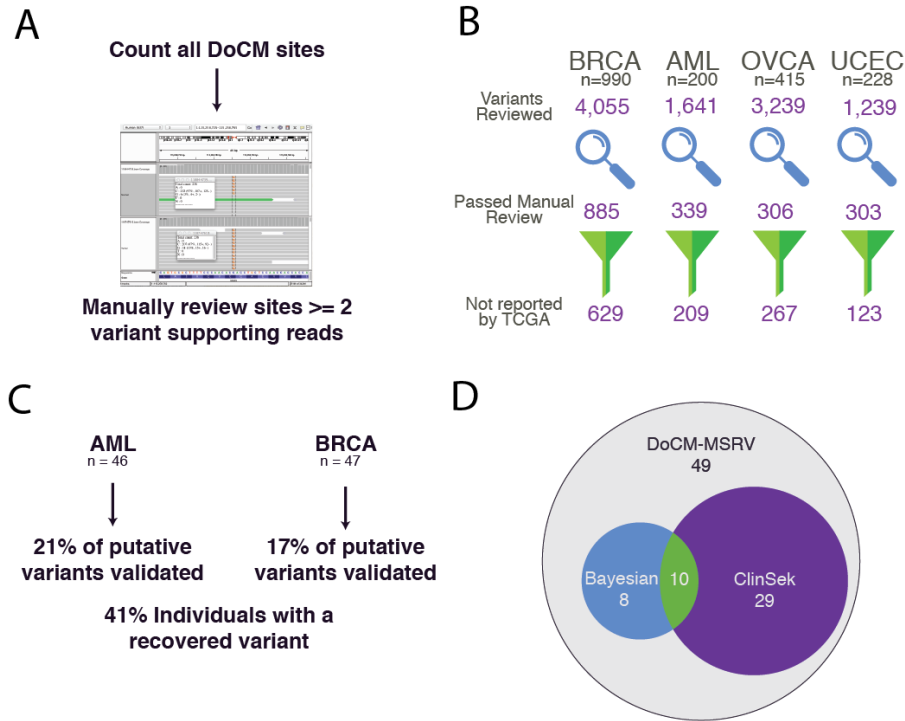 A
Count all DoCM sites
Manually review sites >= 2
variant supporting reads
B
BRCA AML OVCA UCEC
n=990 n=200 n=415 n=228
Variants
Reviewed
4,055 1,641 3,239 1,239
Passed Manual
Review
885 339 306 303
Not reported
by TCGA
629 209 267 123
C
AML BRCA
n = 46 n = 47
21% of putative 17% of putative
variants validated variants validated
41% Individuals with a
recovered variant
D
DoCM-MSRV
49
Bayesian 10 ClinSek
8 29